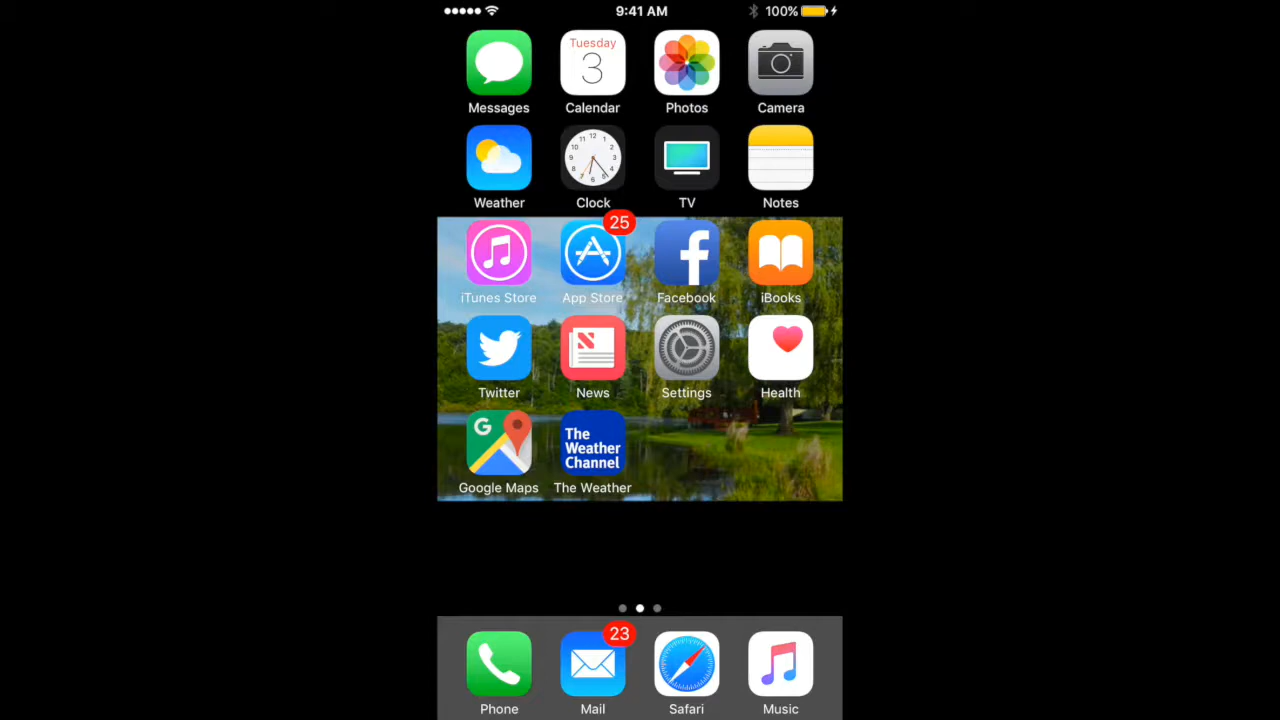 9:41 AM 100%
Tuesday
3
Messages Calendar Photos Camera
Weather Clock TV Notes
25
iTunes Store App Store Facebook iBooks
Twitter News Settings Health
G
The
Weather
Channel
Google Maps The Weather
23
Phone Mail Safari Music